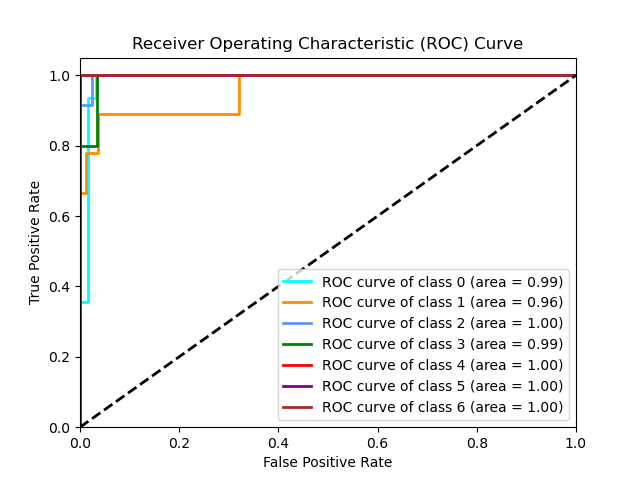 Receiver Operating Characteristic (ROC) Curve
1.0
0.8
0.6
0.4
0.2
0.0
True Positive Rate
ROC curve of class 0 (area = 0.99)
ROC curve of class 1 (area = 0.96)
ROC curve of class 2 (area = 1.00)
ROC curve of class 3 (area = 0.99)
ROC curve of class 4 (area = 1.00)
ROC curve of class 5 (area = 1.00)
ROC curve of class 6 (area = 1.00)
0.0 0.2 0.4 0.6 0.8 1.0
False Positive Rate